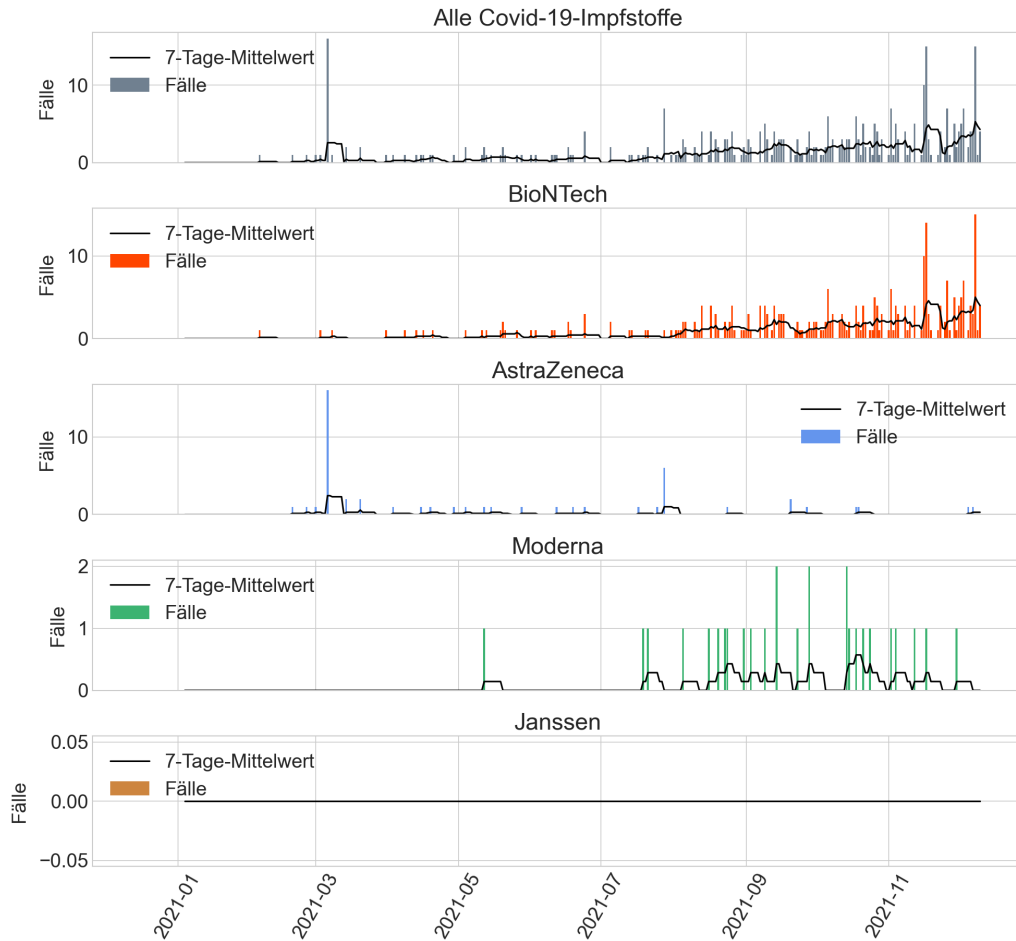 Alle Covid-19-Impfstoffe
7-Tage-Mittelwert
Fälle
Fälle
10
0
BioNTech
7-Tage-Mittelwert
Fälle
Fälle
10
0
AstraZeneca
7-Tage-Mittelwert
Fälle
Fälle
10
0
Moderna
7-Tage-Mittelwert
Fälle
Fälle
2
1
0
Janssen
7-Tage-Mittelwert
Fälle
Fälle
0.05
0.00
−0.05
2021-01
2021-03
2021-05
2021-07
2021-09
2021-11